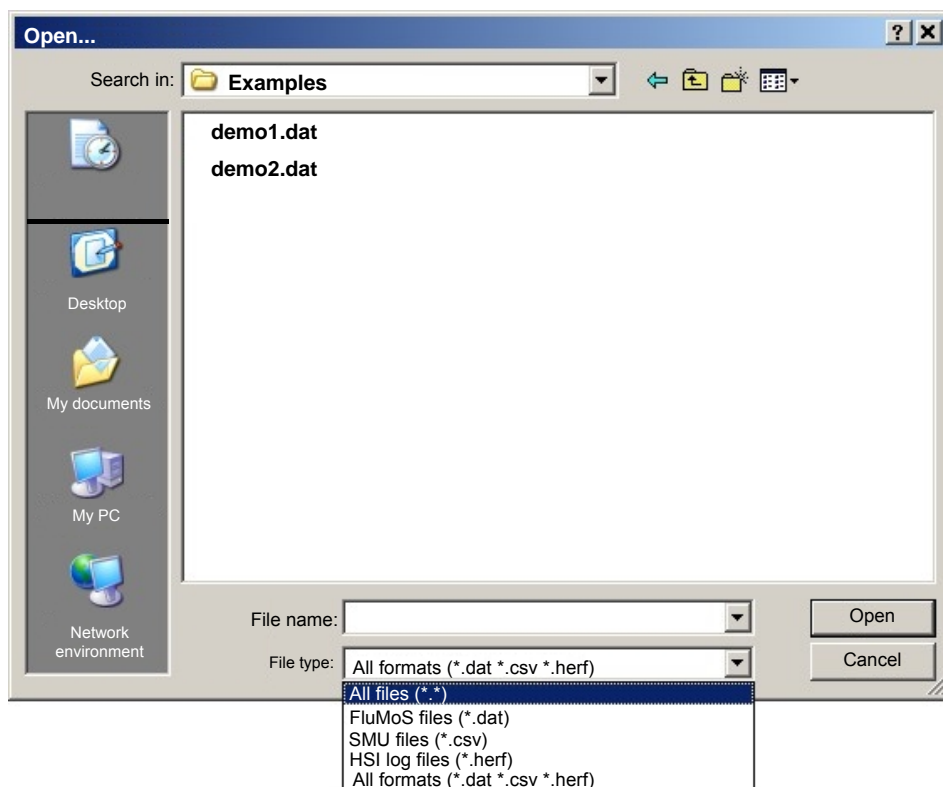 Open...
Search in: Examples
demo1.dat
demo2.dat
Desktop
My documents
My PC
Network
environment
File name:
Open
File type: All formats (*.dat *.csv *.herf)
Cancel
All files (*.*)
FluMoS files (*.dat)
SMU files (*.csv)
HSI log files (*.herf)
All formats (*.dat *.csv *.herf)